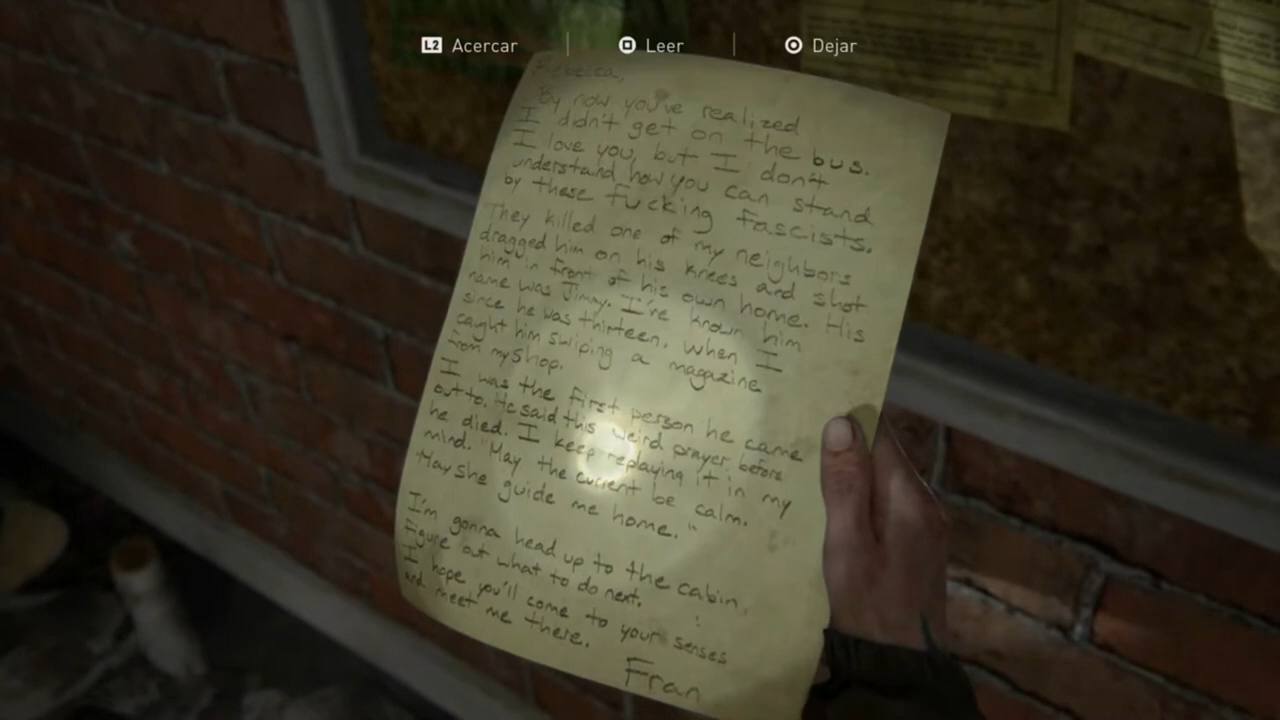 L2 Acercar
Leer
Dejar
Rebecca,
By now you've realized
I didn't get on the bus.
I love you, but I don't
understand how you can stand
by these fucking fascists.
They killed one of my neighbors
dragged him on his knees and shot
him in front of his own home. His
name was Jimmy. I've known him
since he was thirteen. When I
caught him swiping a magazine
from my shop.
I was the first person he came
out to. He said this weird prayer before
he died. I keep replaying it in my
mind. "May the current be calm.
May she guide me home."
I'm gonna head up to the cabin,
figure out what to do next.
I hope you'll come to your senses
and meet me there.
Fran